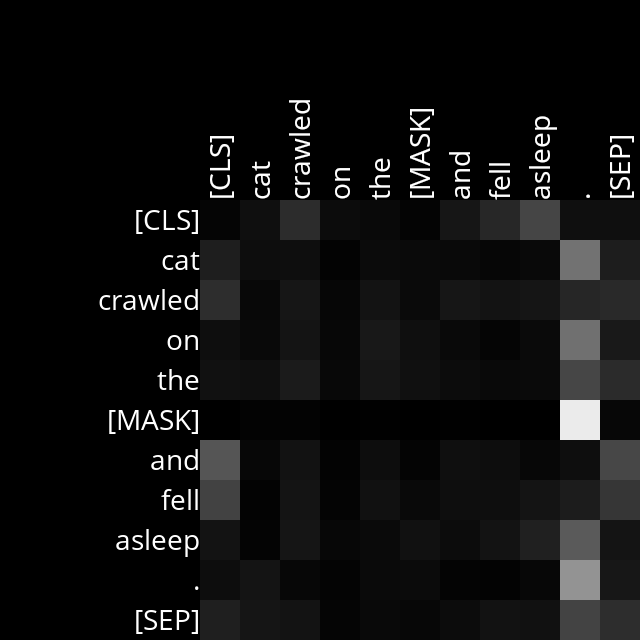 [CLS] cat crawled on the [MASK] and fell asleep . [SEP]
[CLS]
cat
crawled
on
the
[MASK]
and
fell
asleep
.
[SEP]